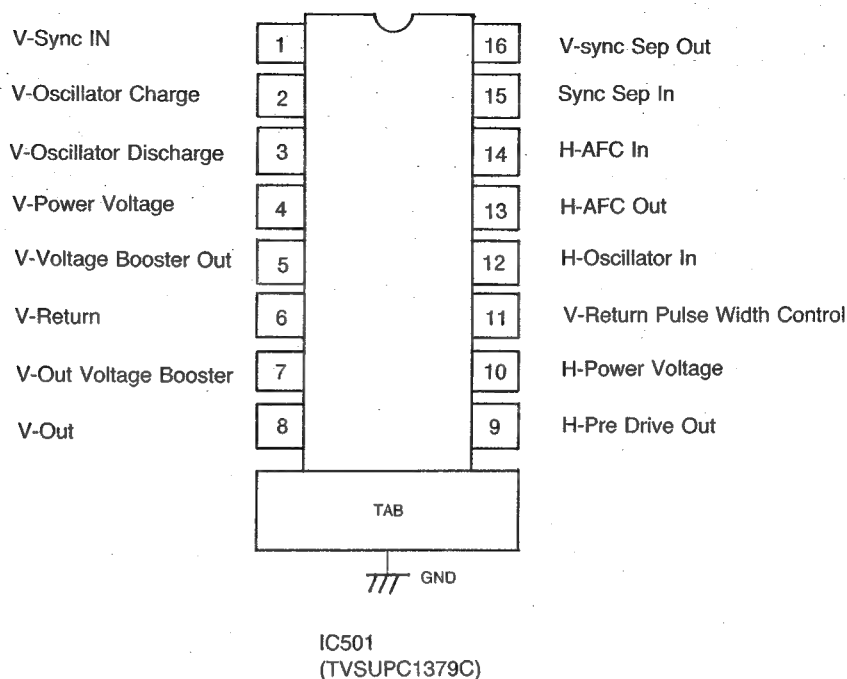 V-Sync IN 1 16 V-sync Sep Out
V-Oscillator Charge 2 15 Sync Sep In
V-Oscillator Discharge 3 14 H-AFC In
V-Power Voltage 4 13 H-AFC Out
V-Voltage Booster Out 5 12 H-Oscillator In
V-Return 6 11 V-Return Pulse Width Control
V-Out Voltage Booster 7 10 H-Power Voltage
V-Out 8 9 H-Pre Drive Out
TAB
GND
IC501
(TVSUPC1379C)